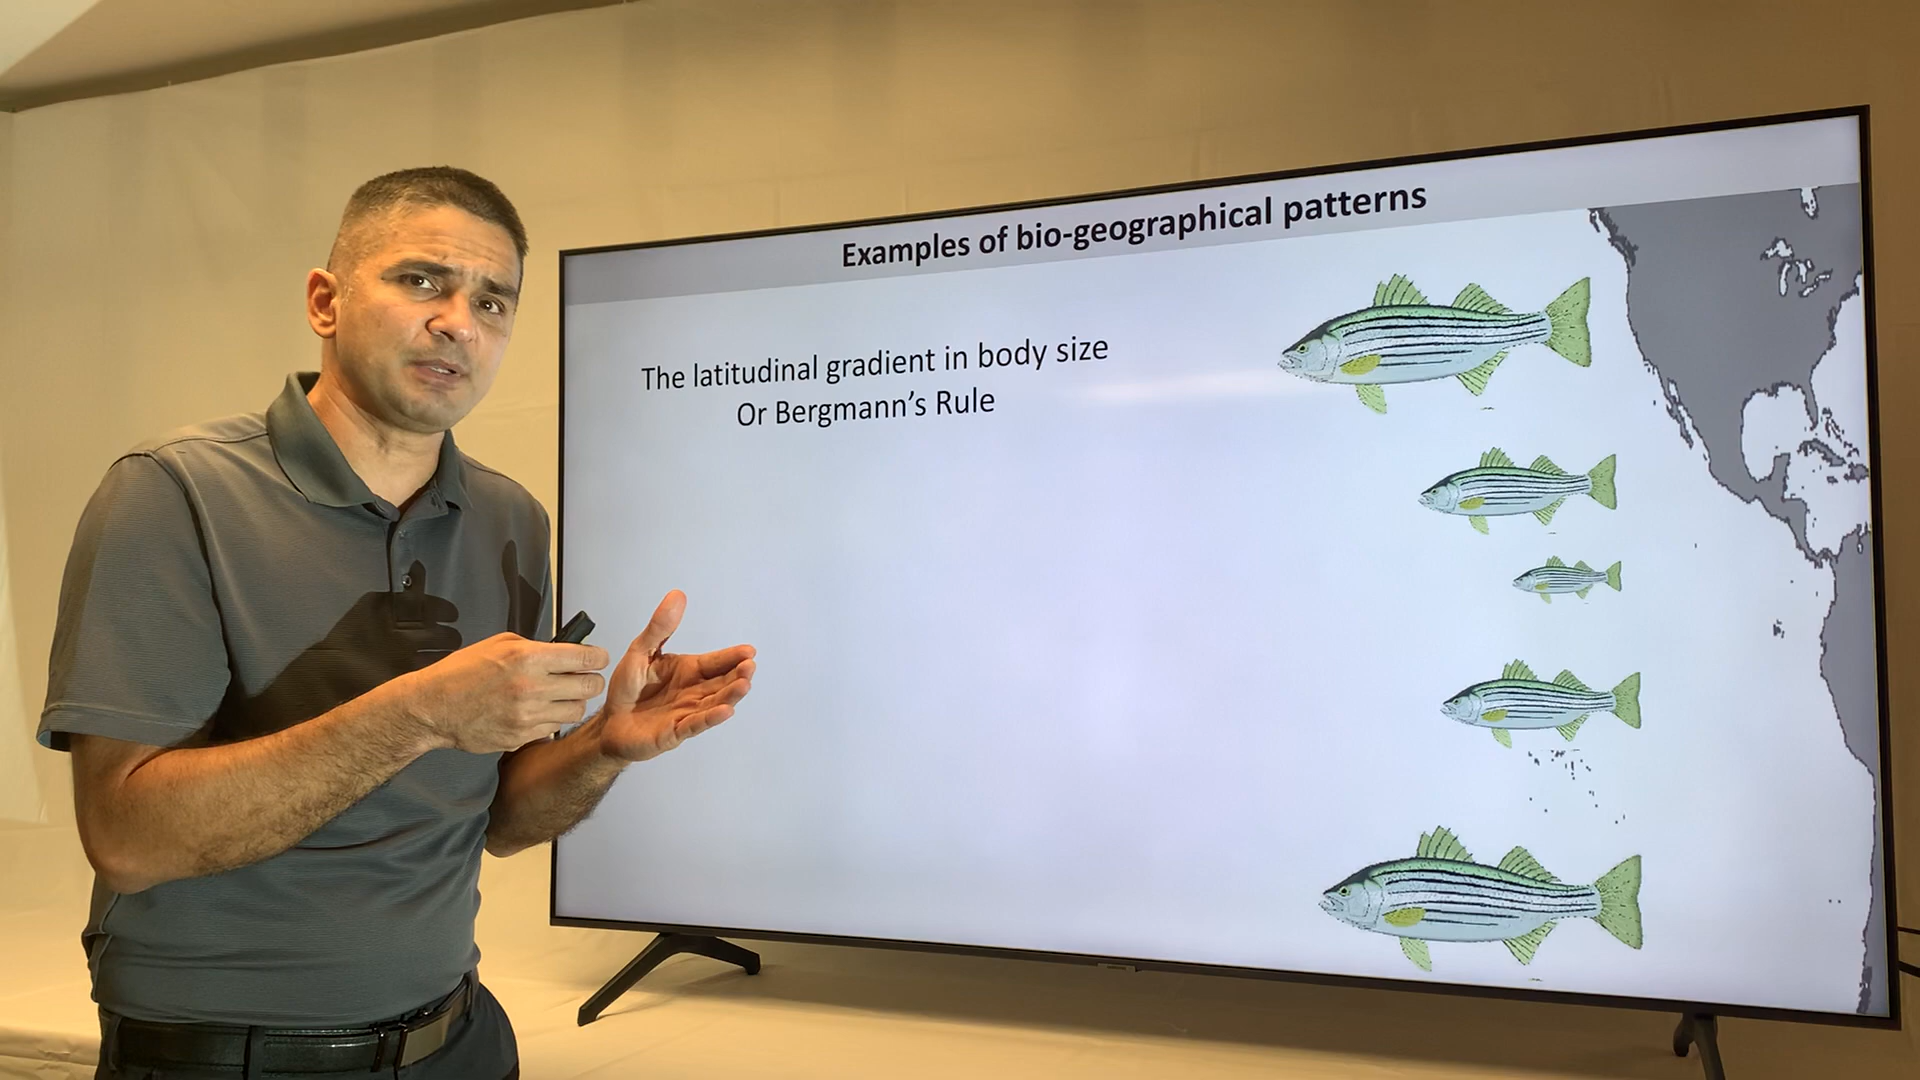 Examples of bio-geographical patterns
The latitudinal gradient in body size
Or Bergmann’s Rule